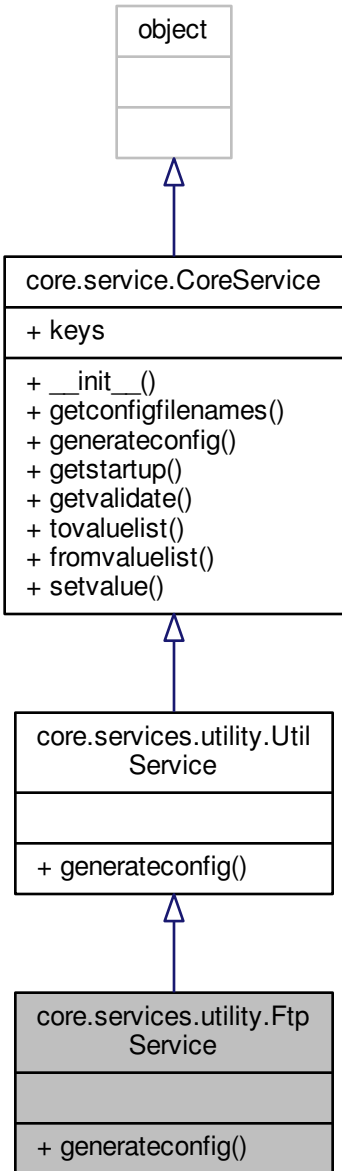 object
core.service.CoreService
+ keys
+ __init__()
+ getconfigfilenames()
+ generateconfig()
+ getstartup()
+ getvalidate()
+ tovaluelist()
+ fromvaluelist()
+ setvalue()
core.services.utility.Util
Service
+ generateconfig()
core.services.utility.Ftp
Service
+ generateconfig()